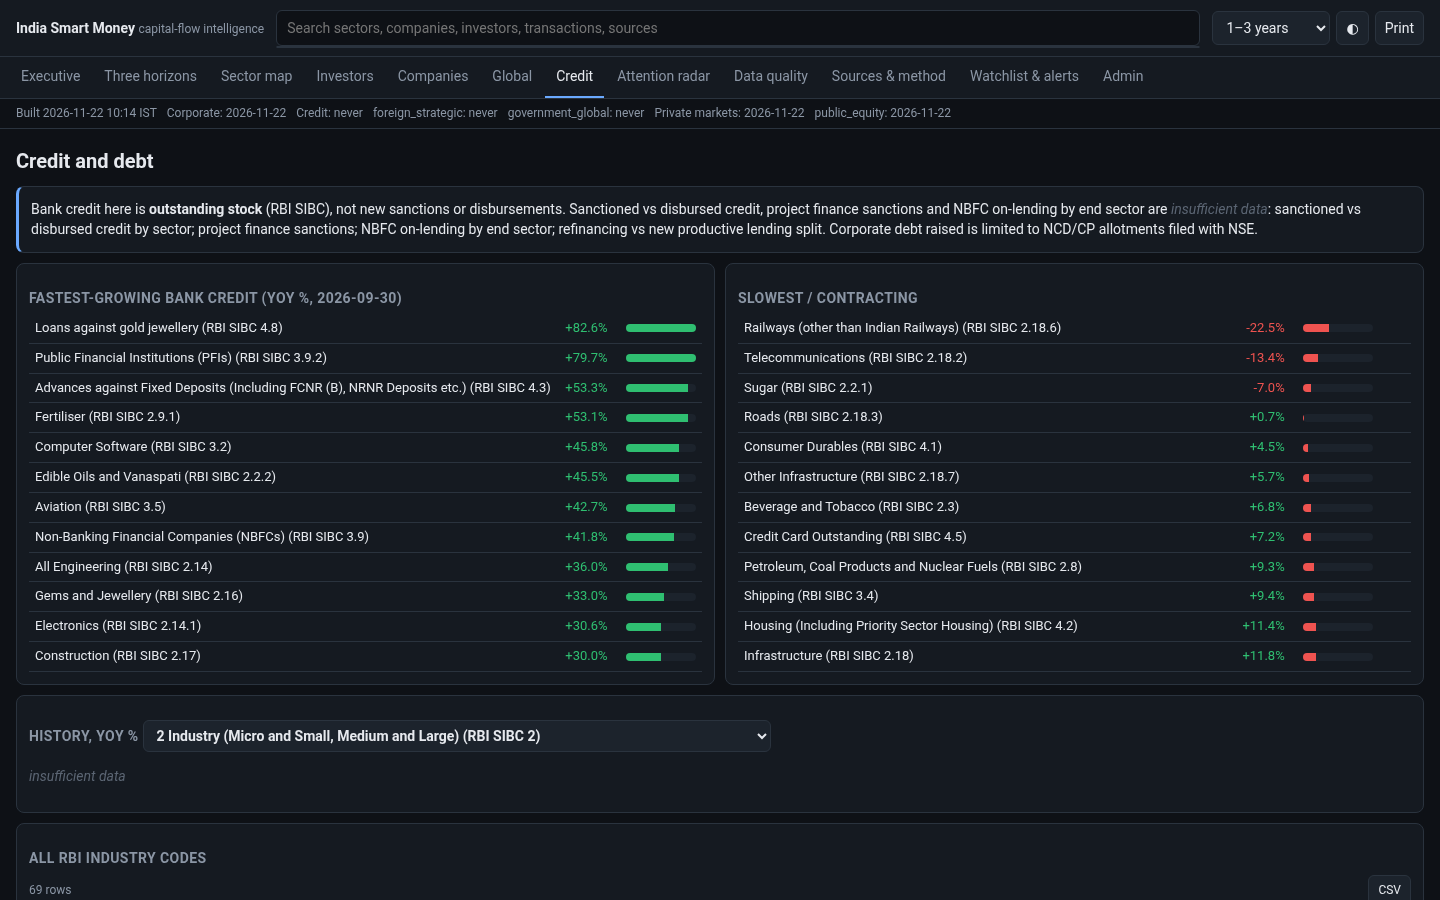 India Smart Money capital-flow intelligence
Search sectors, companies, investors, transactions, sources
1–3 years
Print
Executive Three horizons Sector map Investors Companies Global Credit Attention radar Data quality Sources & method Watchlist & alerts Admin
Built 2026-11-22 10:14 IST Corporate: 2026-11-22 Credit: never foreign_strategic: never government_global: never Private markets: 2026-11-22 public_equity: 2026-11-22
Credit and debt
Bank credit here is outstanding stock (RBI SIBC), not new sanctions or disbursements. Sanctioned vs disbursed credit, project finance sanctions and NBFC on-lending by end sector are insufficient data: sanctioned vs
disbursed credit by sector; project finance sanctions; NBFC on-lending by end sector; refinancing vs new productive lending split. Corporate debt raised is limited to NCD/CP allotments filed with NSE.
FASTEST-GROWING BANK CREDIT (YOY %, 2026-09-30)
Loans against gold jewellery (RBI SIBC 4.8) +82.6%
Public Financial Institutions (PFIs) (RBI SIBC 3.9.2) +79.7%
Advances against Fixed Deposits (Including FCNR (B), NRNR Deposits etc.) (RBI SIBC 4.3) +53.3%
Fertiliser (RBI SIBC 2.9.1) +53.1%
Computer Software (RBI SIBC 3.2) +45.8%
Edible Oils and Vanaspati (RBI SIBC 2.2.2) +45.5%
Aviation (RBI SIBC 3.5) +42.7%
Non-Banking Financial Companies (NBFCs) (RBI SIBC 3.9) +41.8%
All Engineering (RBI SIBC 2.14) +36.0%
Gems and Jewellery (RBI SIBC 2.16) +33.0%
Electronics (RBI SIBC 2.14.1) +30.6%
Construction (RBI SIBC 2.17) +30.0%
SLOWEST / CONTRACTING
Railways (other than Indian Railways) (RBI SIBC 2.18.6) -22.5%
Telecommunications (RBI SIBC 2.18.2) -13.4%
Sugar (RBI SIBC 2.2.1) -7.0%
Roads (RBI SIBC 2.18.3) +0.7%
Consumer Durables (RBI SIBC 4.1) +4.5%
Other Infrastructure (RBI SIBC 2.18.7) +5.7%
Beverage and Tobacco (RBI SIBC 2.3) +6.8%
Credit Card Outstanding (RBI SIBC 4.5) +7.2%
Petroleum, Coal Products and Nuclear Fuels (RBI SIBC 2.8) +9.3%
Shipping (RBI SIBC 3.4) +9.4%
Housing (Including Priority Sector Housing) (RBI SIBC 4.2) +11.4%
Infrastructure (RBI SIBC 2.18) +11.8%
HISTORY, YOY % 2 Industry (Micro and Small, Medium and Large) (RBI SIBC 2)
insufficient data
ALL RBI INDUSTRY CODES
69 rows
CSV